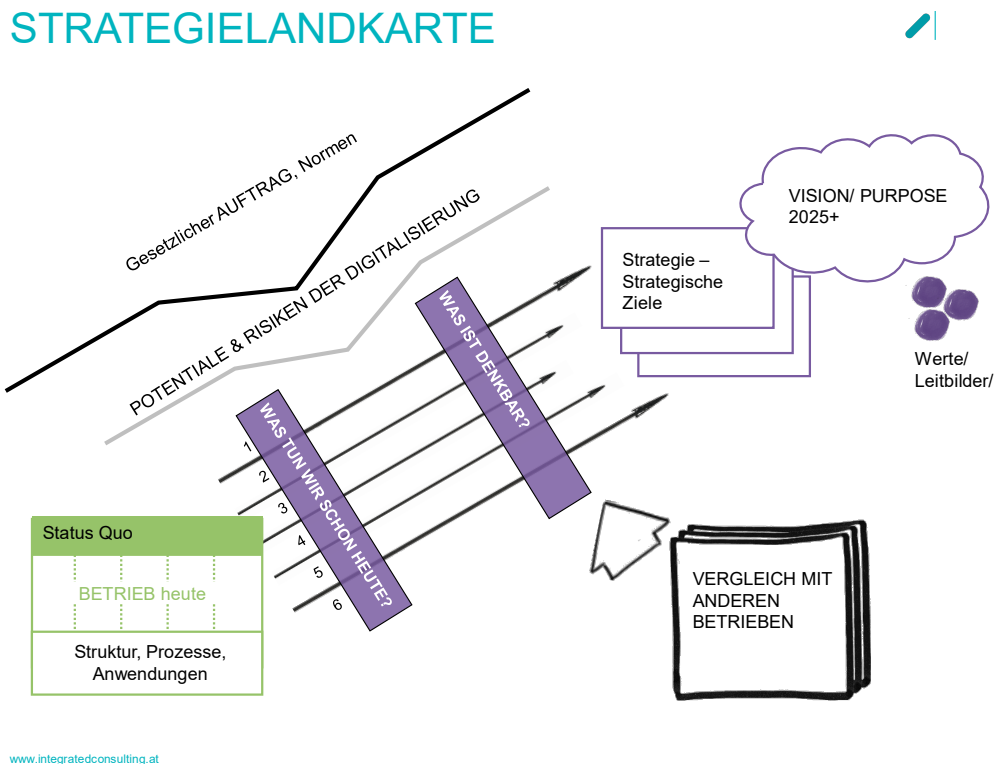 STRATEGIELANDKARTE
Gesetzlicher AUFTRAG, Normen
POTENTIALE & RISIKEN DER DIGITALISIERUNG
VISION/ PURPOSE
2025+
Strategie –
Strategische
Ziele
Werte/
Leitbilder/
WAS IST DENKBAR?
WAS TUN WIR SCHON HEUTE?
1
2
3
4
5
6
Status Quo
BETRIEB heute
Struktur, Prozesse,
Anwendungen
VERGLEICH MIT
ANDEREN
BETRIEBEN
www.integratedconsulting.at